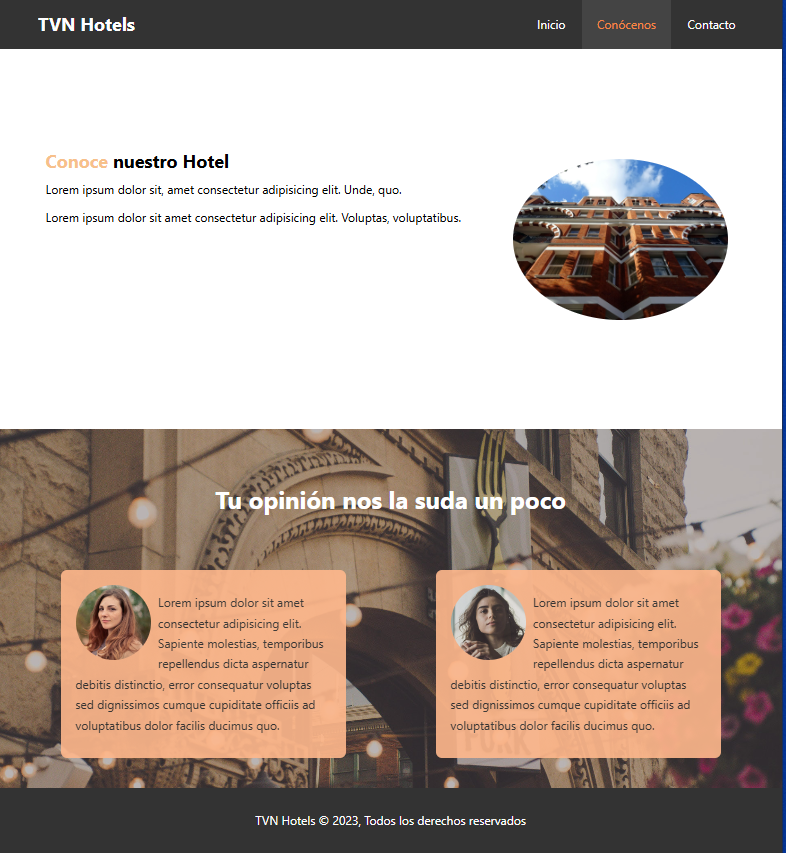 TVN Hotels
Inicio
Conócenos
Contacto
Conoce nuestro Hotel
Lorem ipsum dolor sit, amet consectetur adipisicing elit. Unde, quo.
Lorem ipsum dolor sit amet consectetur adipisicing elit. Voluptas, voluptatibus.
Tu opinión nos la suda un poco
Lorem ipsum dolor sit amet
consectetur adipisicing elit.
Sapiente molestias, temporibus
repellendus dicta aspernatur
debitis distinctio, error consequatur voluptas
sed dignissimos cumque cupiditate officiis ad
voluptatibus dolor facilis ducimus quo.
Lorem ipsum dolor sit amet
consectetur adipisicing elit.
Sapiente molestias, temporibus
repellendus dicta aspernatur
debitis distinctio, error consequatur voluptas
sed dignissimos cumque cupiditate officiis ad
voluptatibus dolor facilis ducimus quo.
TVN Hotels © 2023, Todos los derechos reservados